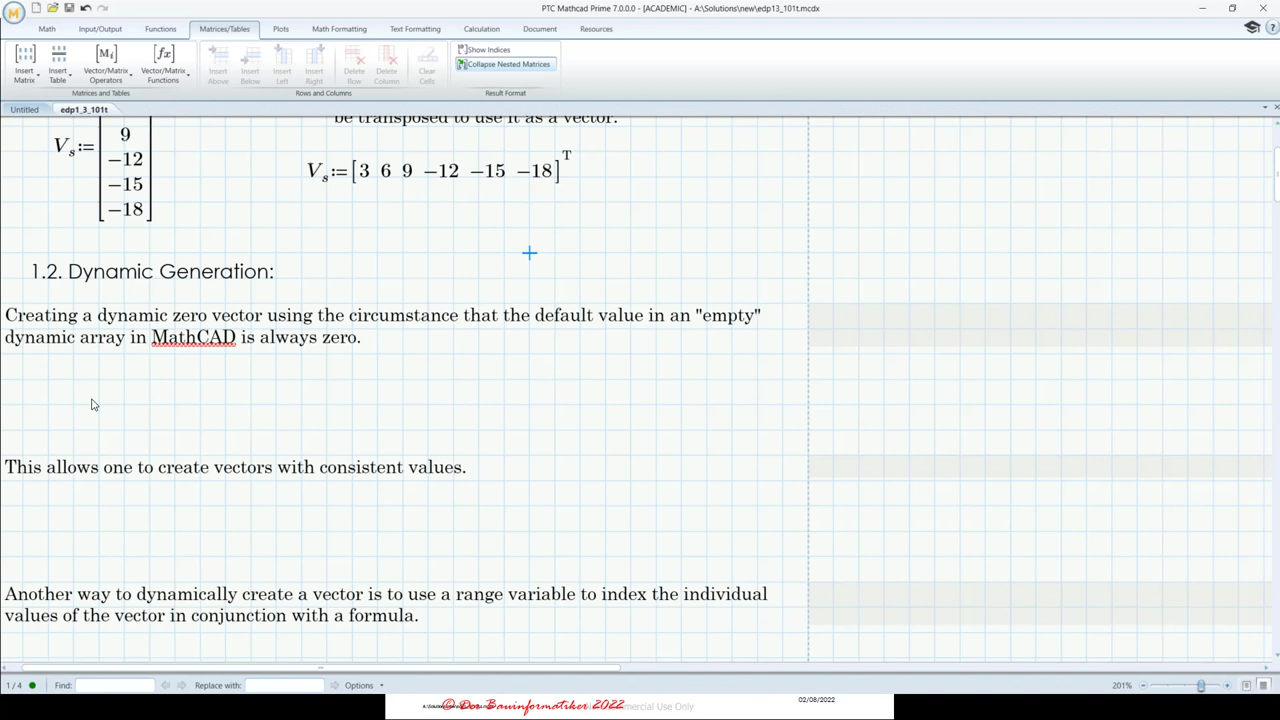 PTC Mathcad Prime 7.0.0.0 - [ACADEMIC] - A:\Solutions\new\edp13_101t.mcdx
Math Input/Output Functions Matrices/Tables Plots Math Formatting Text Formatting Calculation Document Resources
Insert Matrix
Insert Table
Vector/Matrix Operators
Vector/Matrix Functions
Insert Above
Insert Below
Insert Left
Insert Right
Delete Row
Delete Column
Clear Cells
Show Indices
Collapse Nested Matrices
Matrices and Tables Rows and Columns Result Format
Untitled edp1_3_101t
be transposed to use it as a vector.
9
Vs:=
−12
−15
−18
Vs:=[3 6 9 −12 −15 −18]T
1.2. Dynamic Generation:
Creating a dynamic zero vector using the circumstance that the default value in an "empty"
dynamic array in MathCAD is always zero.
This allows one to create vectors with consistent values.
Another way to dynamically create a vector is to use a range variable to index the individual
values of the vector in conjunction with a formula.
1 / 4 Find: Replace with: Options 201%
© Der Bauinformatiker 2022
Commercial Use Only
02/08/2022